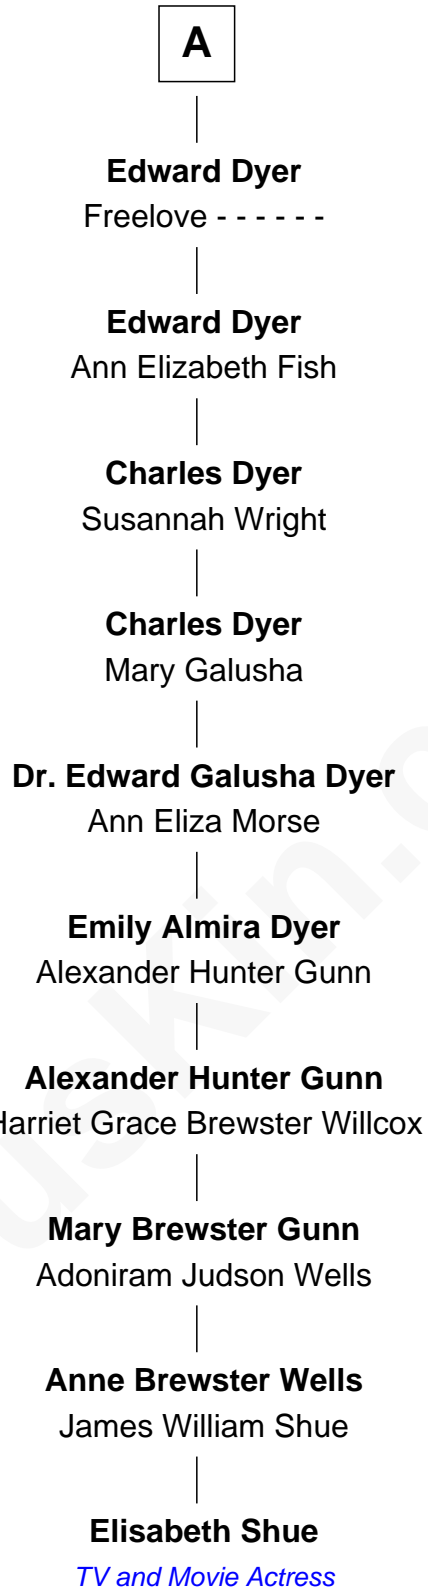 A
Edward Dyer
Freelove - - - - - -
Edward Dyer
Ann Elizabeth Fish
Charles Dyer
Susannah Wright
Charles Dyer
Mary Galusha
Dr. Edward Galusha Dyer
Ann Eliza Morse
Emily Almira Dyer
Alexander Hunter Gunn
Alexander Hunter Gunn
Harriet Grace Brewster Willcox
Mary Brewster Gunn
Adoniram Judson Wells
Anne Brewster Wells
James William Shue
Elisabeth Shue
TV and Movie Actress